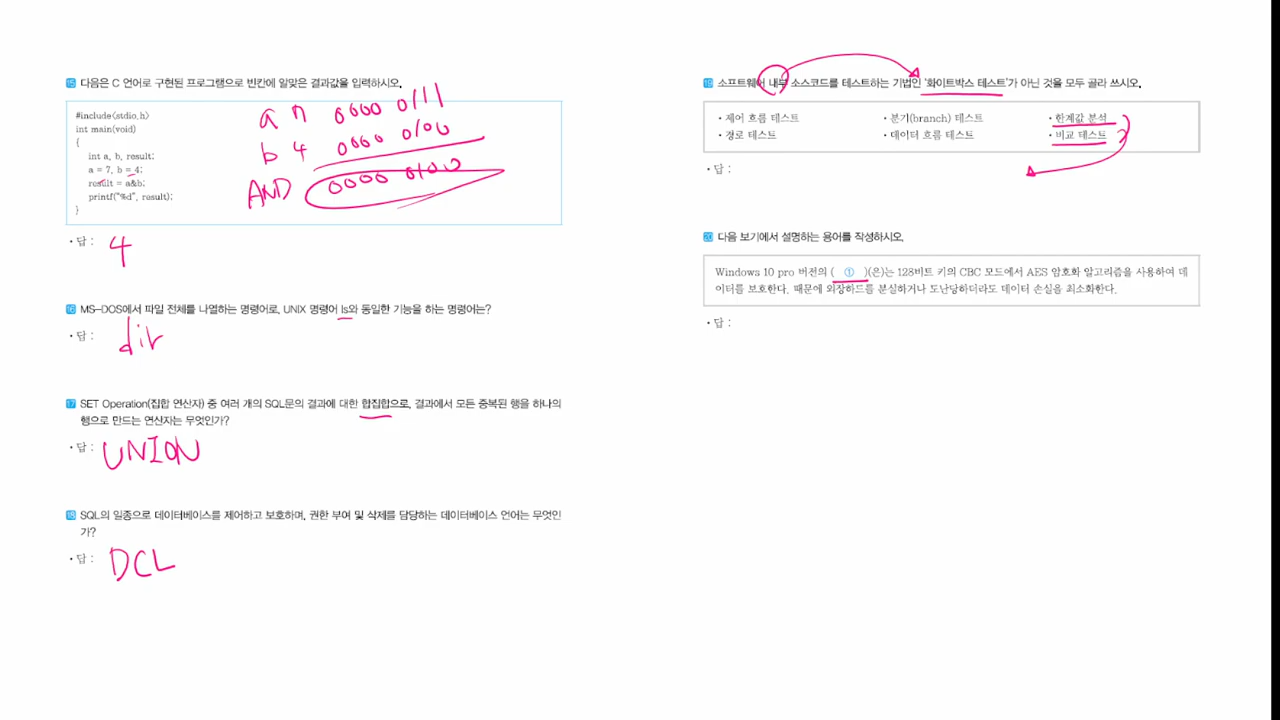 15 다음은 C 언어로 구현된 프로그램으로 빈칸에 알맞은 결과값을 입력하시오.
#include<stdio.h>
int main(void)
{
int a, b, result;
a = 7, b = 4;
result = a&b;
printf("%d", result);
}
a 7 0000 0111
b 4 0000 0100
AND 0000 0100
• 답 : 4
16 MS-DOS에서 파일 전체를 나열하는 명령어로, UNIX 명령어 ls와 동일한 기능을 하는 명령어는?
• 답 : dir
17 SET Operation(집합 연산자) 중 여러 개의 SQL문의 결과에 대한 합집합으로, 결과에서 모든 중복된 행을 하나의
행으로 만드는 연산자는 무엇인가?
• 답 : UNION
18 SQL의 일종으로 데이터베이스를 제어하고 보호하며, 권한 부여 및 삭제를 담당하는 데이터베이스 언어는 무엇인
가?
• 답 : DCL
19 소프트웨어 내부 소스코드를 테스트하는 기법인 '화이트박스 테스트'가 아닌 것을 모두 골라 쓰시오.
• 제어 흐름 테스트 • 분기(branch) 테스트 • 한계값 분석
• 경로 테스트 • 데이터 흐름 테스트 • 비교 테스트
• 답 :
20 다음 보기에서 설명하는 용어를 작성하시오.
Windows 10 pro 버전의 ( ① )(은)는 128비트 키의 CBC 모드에서 AES 암호화 알고리즘을 사용하여 데
이터를 보호한다. 때문에 외장하드를 분실하거나 도난당하더라도 데이터 손실을 최소화한다.
• 답 :